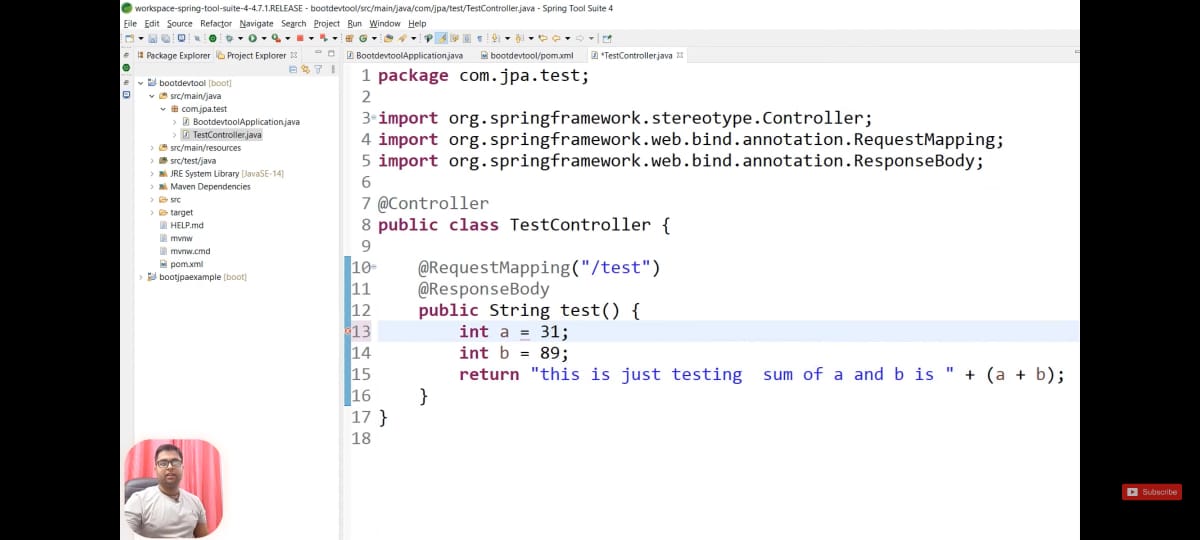 workspace-spring-tool-suite-4-4.7.1.RELEASE - bootdevtool/src/main/java/com/jpa/test/TestController.java - Spring Tool Suite 4
File Edit Source Refactor Navigate Search Project Run Window Help
Package Explorer Project Explorer
BootdevtoolApplication.java bootdevtool/pom.xml *TestController.java
bootdevtool [boot]
src/main/java
com.jpa.test
BootdevtoolApplication.java
TestController.java
src/main/resources
src/test/java
JRE System Library [JavaSE-14]
Maven Dependencies
src
target
HELP.md
mvnw
mvnw.cmd
pom.xml
bootjpaexample [boot]
1 package com.jpa.test;
2
3 import org.springframework.stereotype.Controller;
4 import org.springframework.web.bind.annotation.RequestMapping;
5 import org.springframework.web.bind.annotation.ResponseBody;
6
7 @Controller
8 public class TestController {
9
10 @RequestMapping("/test")
11 @ResponseBody
12 public String test() {
13 int a = 31;
14 int b = 89;
15 return "this is just testing  sum of a and b is " + (a + b);
16 }
17 }
18
Subscribe